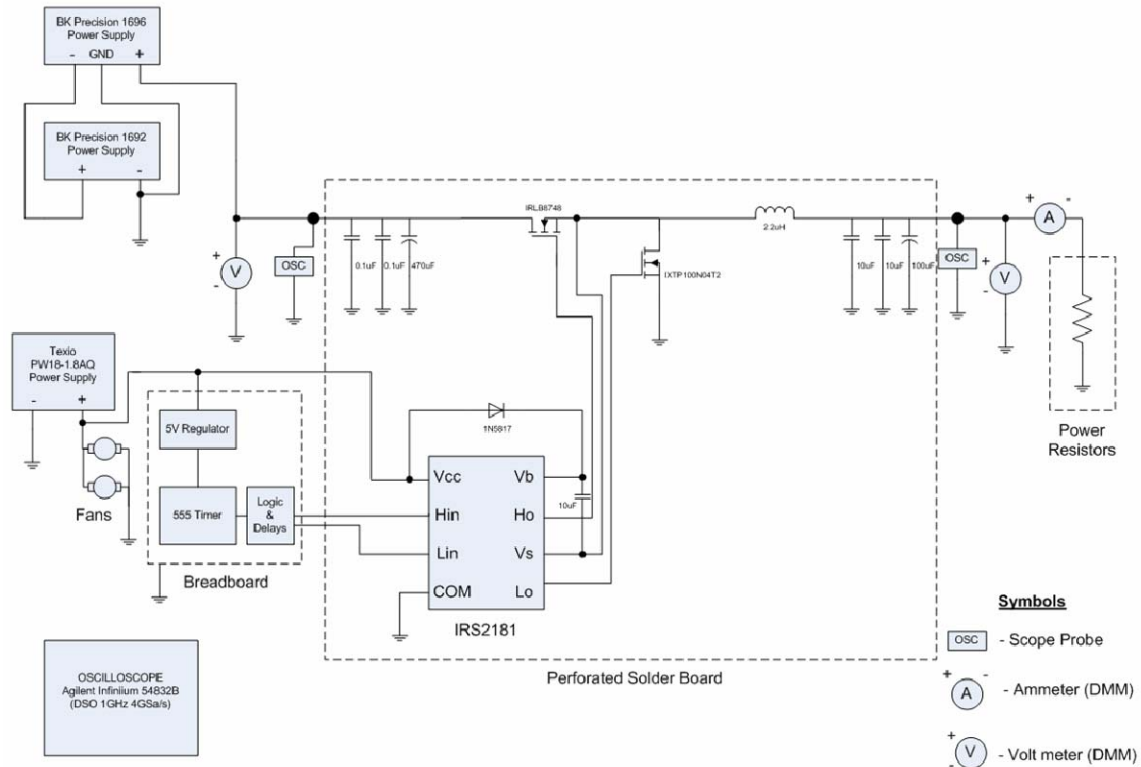 BK Precision 1696
Power Supply
- GND +
BK Precision 1692
Power Supply
+ -
IRLB8748
2.2uH
+ A -
+ V -
OSC
0.1uF 0.1uF 470uF
IXTP100N04T2
10uF 10uF 100uF
OSC
+ V -
Texio
PW18-1.8AQ
Power Supply
- +
Fans
5V Regulator
555 Timer
Logic
&
Delays
Breadboard
1N5817
Vcc Vb
10uF
Hin Ho
Lin Vs
COM Lo
IRS2181
Power
Resistors
Perforated Solder Board
OSCILLOSCOPE
Agilent Infiniium 54832B
(DSO 1GHz 4GSa/s)
Symbols
OSC - Scope Probe
+ A - - Ammeter (DMM)
+ V - - Volt meter (DMM)